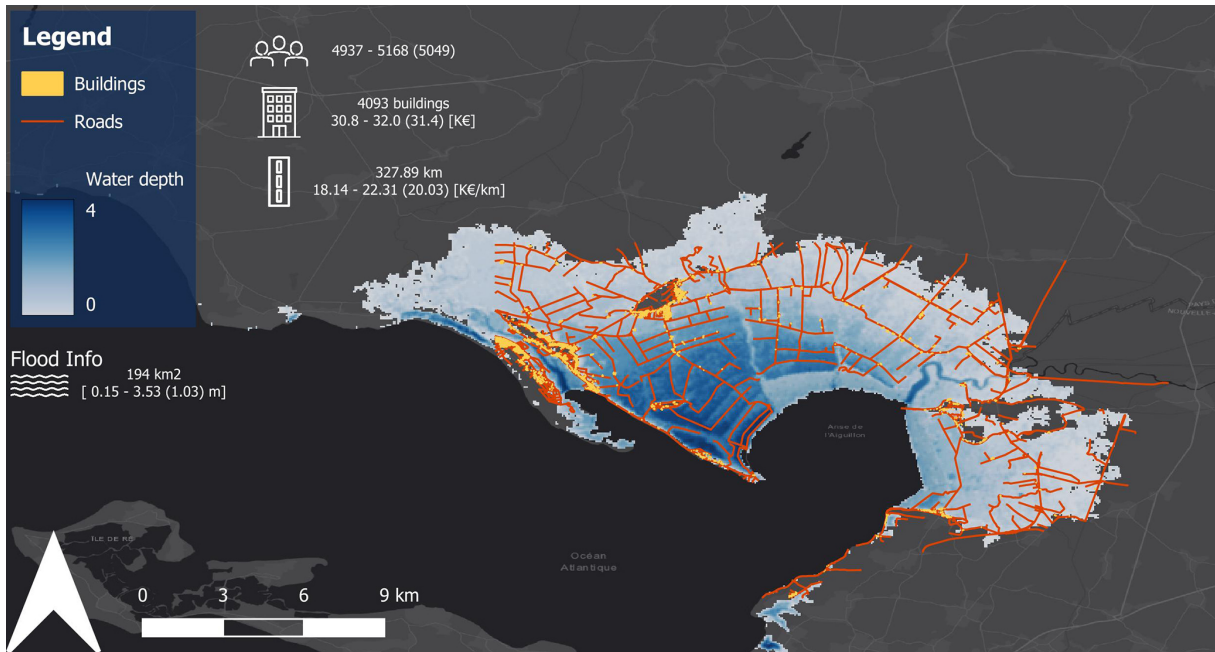 Legend
Buildings
Roads
Water depth
4
0
4937 - 5168 (5049)
4093 buildings
30.8 - 32.0 (31.4) [K€]
327.89 km
18.14 - 22.31 (20.03) [K€/km]
Flood Info
194 km2
[ 0.15 - 3.53 (1.03) m]
Anse de
l'Aiguillon
ÎLE DE RÉ
Océan
Atlantique
0 3 6 9 km